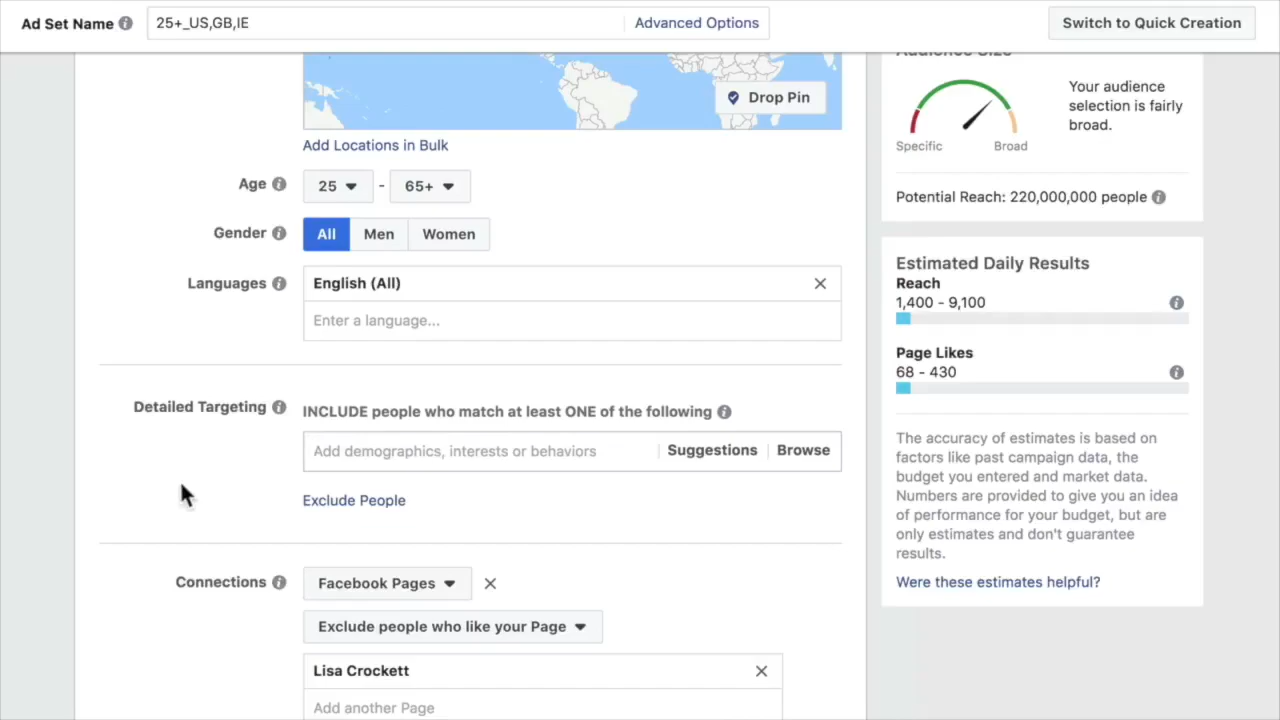 Ad Set Name
25+_US,GB,IE
Advanced Options
Switch to Quick Creation
Audience Size
Drop Pin
Your audience
selection is fairly
broad.
Specific
Broad
Add Locations in Bulk
Potential Reach: 220,000,000 people
Age
25
-
65+
Gender
All
Men
Women
Languages
English (All)
Enter a language...
Estimated Daily Results
Reach
1,400 - 9,100
Page Likes
68 - 430
Detailed Targeting
INCLUDE people who match at least ONE of the following
Add demographics, interests or behaviors
Suggestions
Browse
Exclude People
The accuracy of estimates is based on
factors like past campaign data, the
budget you entered and market data.
Numbers are provided to give you an idea
of performance for your budget, but are
only estimates and don't guarantee
results.
Were these estimates helpful?
Connections
Facebook Pages
Exclude people who like your Page
Lisa Crockett
Add another Page